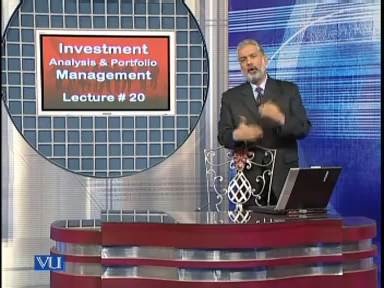 Investment
Analysis & Portfolio
Management
Lecture # 20
VU